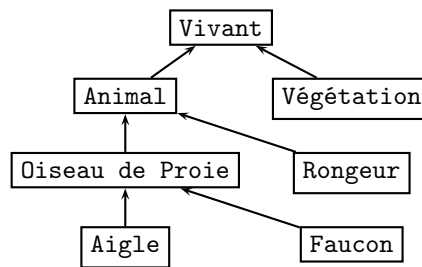 Vivant
Animal
Végétation
Oiseau de Proie
Rongeur
Aigle
Faucon